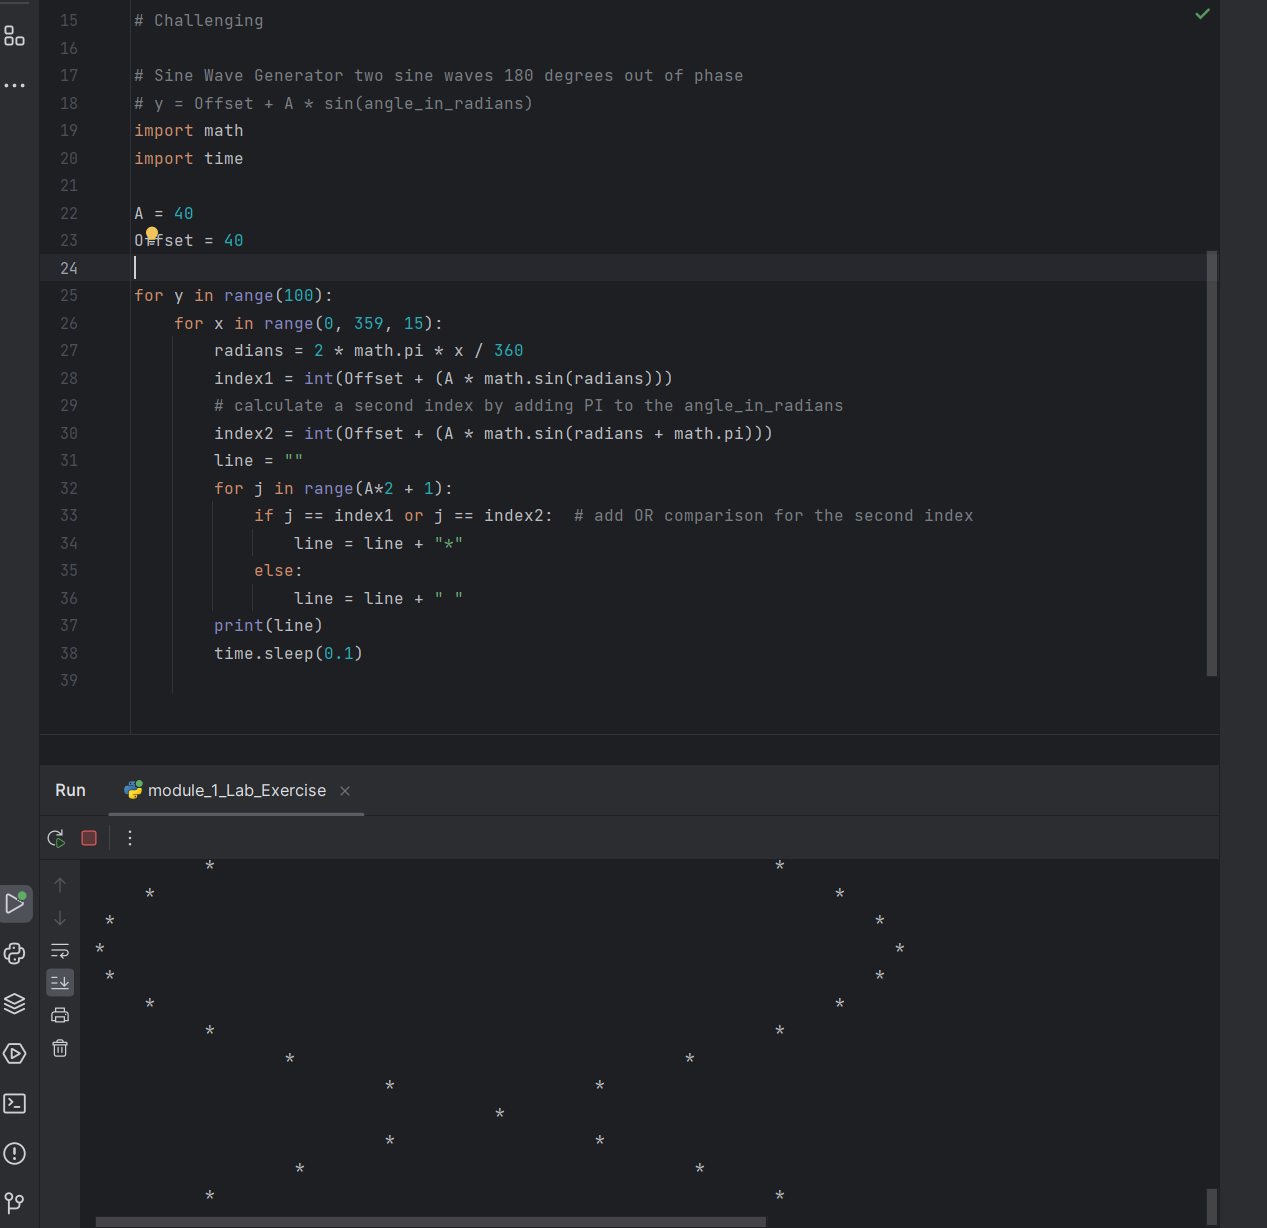 15 # Challenging
16
17 # Sine Wave Generator two sine waves 180 degrees out of phase
18 # y = Offset + A * sin(angle_in_radians)
19 import math
20 import time
21
22 A = 40
23 Offset = 40
24
25 for y in range(100):
26     for x in range(0, 359, 15):
27         radians = 2 * math.pi * x / 360
28         index1 = int(Offset + (A * math.sin(radians)))
29         # calculate a second index by adding PI to the angle_in_radians
30         index2 = int(Offset + (A * math.sin(radians + math.pi)))
31         line = ""
32         for j in range(A*2 + 1):
33             if j == index1 or j == index2:  # add OR comparison for the second index
34                 line = line + "*"
35             else:
36                 line = line + " "
37         print(line)
38         time.sleep(0.1)
39
Run module_1_Lab_Exercise
           *                                                        *
     *                                                                    *
 *                                                                            *
*                                                                               *
 *                                                                            *
     *                                                                    *
           *                                                        *
                   *                                       *
                             *                    *
                                        *
                             *                    *
                    *                                       *
           *                                                        *